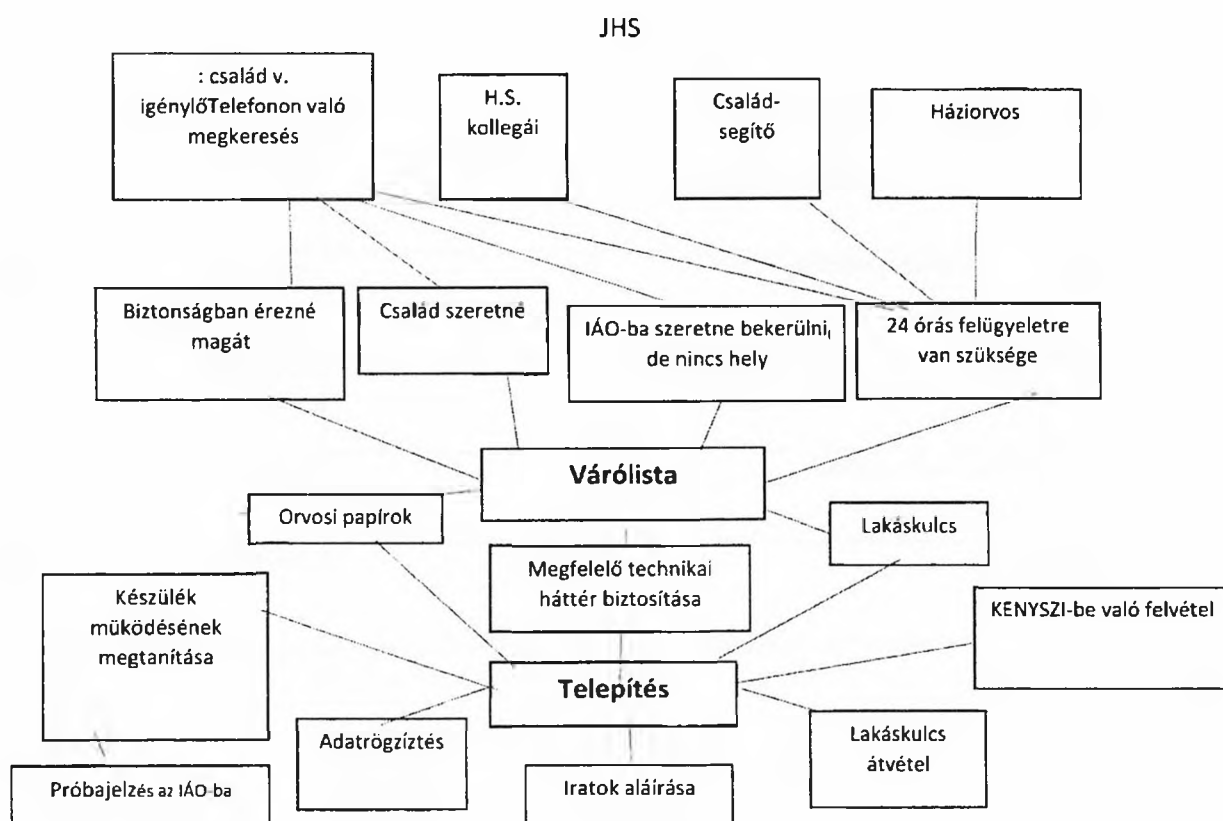 JHS
: család v.
igénylőTelefonon való
megkeresés
H.S.
kollegái
Család-
segítő
Háziorvos
Biztonságban érezné
magát
Család szeretné
IÁO-ba szeretne bekerülni,
de nincs hely
24 órás felügyeletre
van szüksége
Várólista
Orvosi papírok
Lakáskulcs
Megfelelő technikai
háttér biztosítása
Készülék
működésének
megtanítása
KENYSZI-be való felvétel
Telepítés
Adatrögzíztés
Lakáskulcs
átvétel
Próbajelzés az IÁO-ba
Iratok aláírása